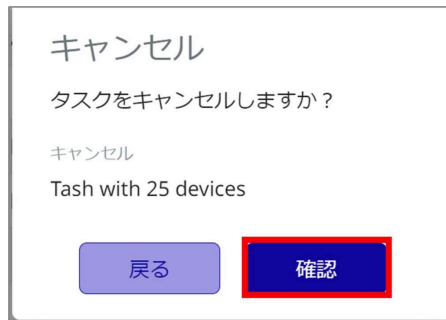 キャンセル
タスクをキャンセルしますか？
キャンセル
Tash with 25 devices
戻る
確認